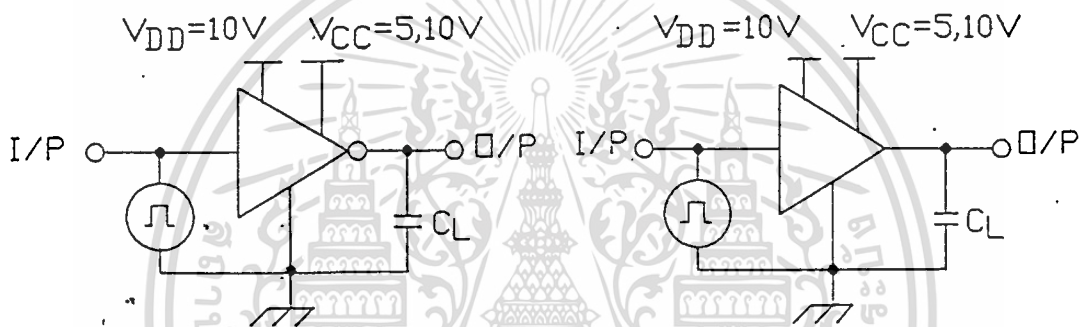 V_DD=10V V_CC=5,10V
I/P O/P
C_L
V_DD=10V V_CC=5,10V
I/P O/P
C_L